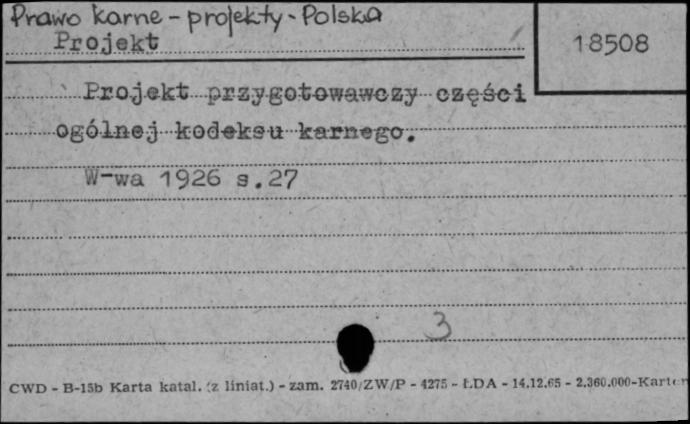 Prawo karne - projekty - Polska
Projekt
18508
Projekt przygotowawczy części
ogólnej kodeksu karnego.
W-wa 1926 s.27
3
CWD - B-15b Karta katal. (z liniat.) - zam. 2740/ZW/P - 4275 - ŁDA - 14.12.65 - 2.360.000-Karton